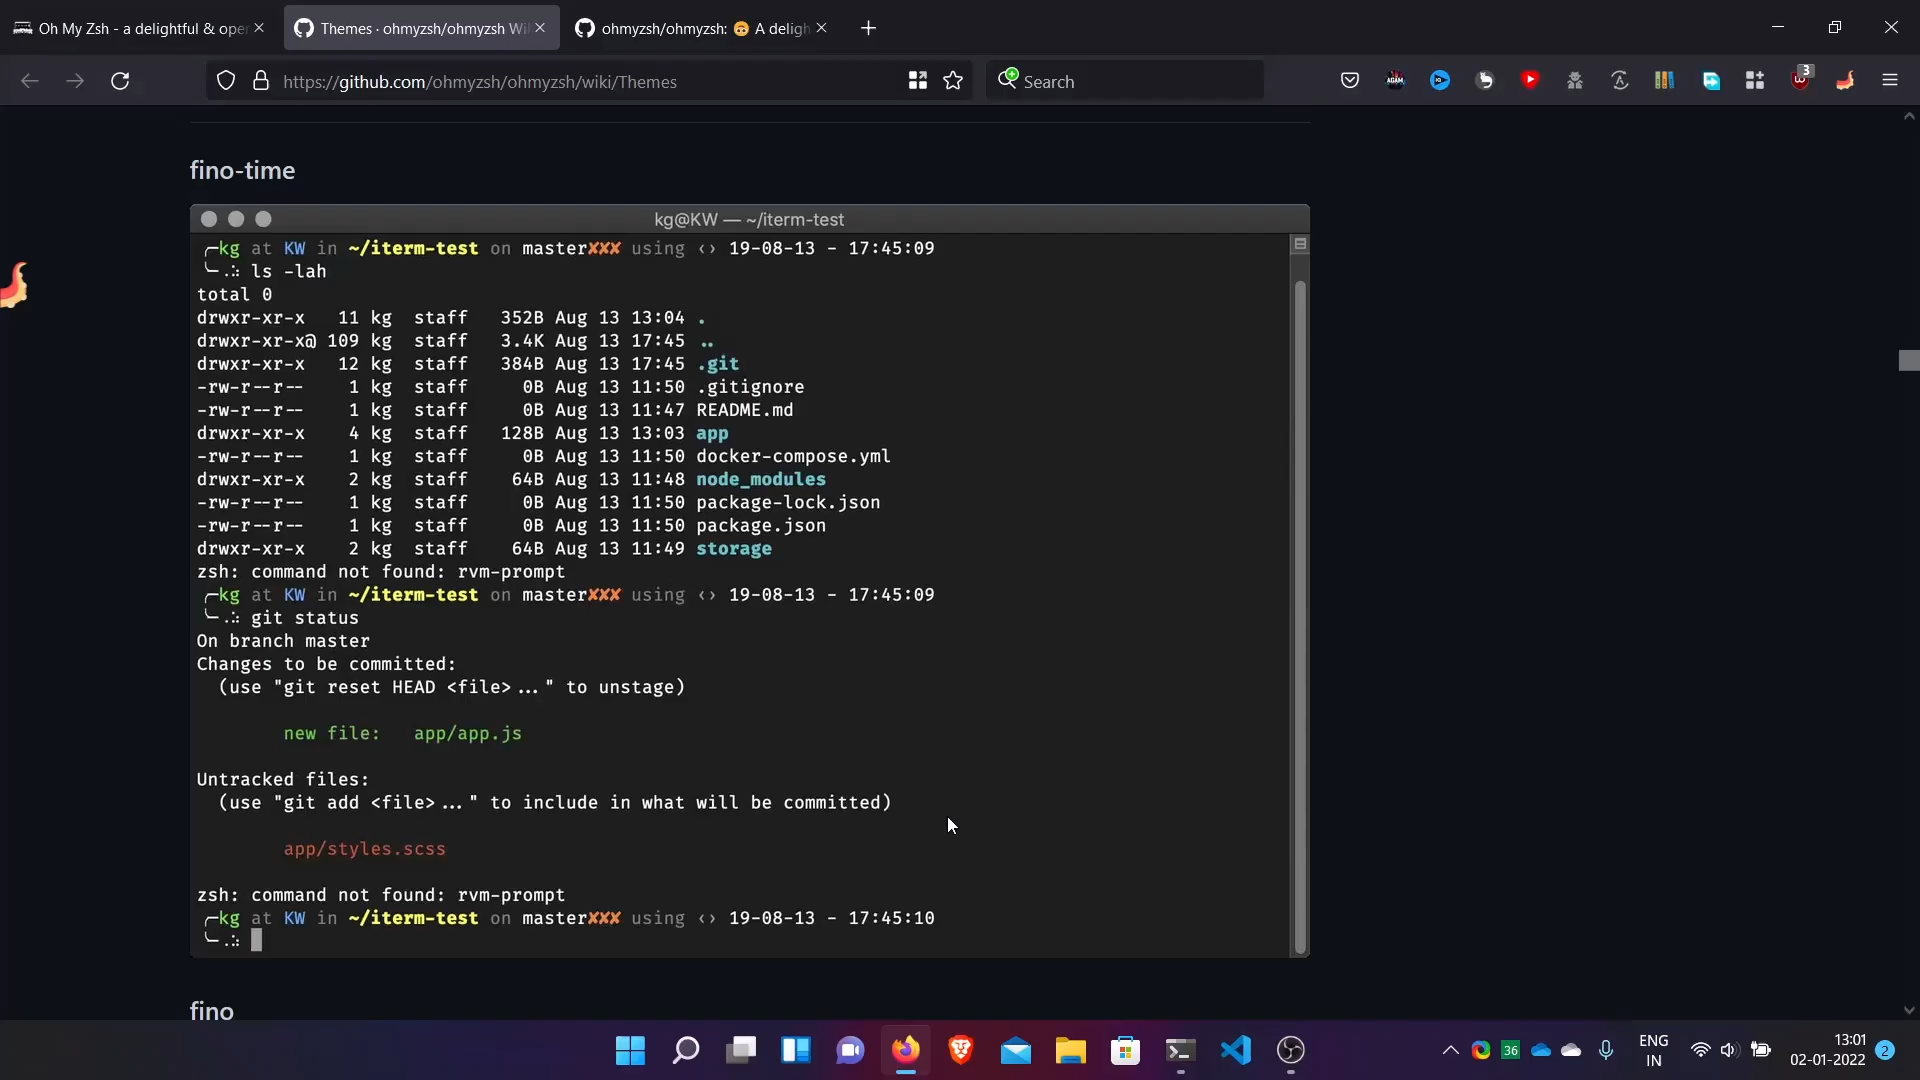 Oh My Zsh - a delightful & oper
Themes · ohmyzsh/ohmyzsh Wi
ohmyzsh/ohmyzsh: 🙃 A deligh
https://github.com/ohmyzsh/ohmyzsh/wiki/Themes
Search
3
fino-time
kg@KW — ~/iterm-test
╭─kg at KW in ~/iterm-test on master✘✘✘ using ‹› 19-08-13 - 17:45:09
╰─⠠⠵ ls -lah
total 0
drwxr-xr-x   11 kg  staff   352B Aug 13 13:04 .
drwxr-xr-x@ 109 kg  staff   3.4K Aug 13 17:45 ..
drwxr-xr-x   12 kg  staff   384B Aug 13 17:45 .git
-rw-r--r--    1 kg  staff     0B Aug 13 11:50 .gitignore
-rw-r--r--    1 kg  staff     0B Aug 13 11:47 README.md
drwxr-xr-x    4 kg  staff   128B Aug 13 13:03 app
-rw-r--r--    1 kg  staff     0B Aug 13 11:50 docker-compose.yml
drwxr-xr-x    2 kg  staff    64B Aug 13 11:48 node_modules
-rw-r--r--    1 kg  staff     0B Aug 13 11:50 package-lock.json
-rw-r--r--    1 kg  staff     0B Aug 13 11:50 package.json
drwxr-xr-x    2 kg  staff    64B Aug 13 11:49 storage
zsh: command not found: rvm-prompt
╭─kg at KW in ~/iterm-test on master✘✘✘ using ‹› 19-08-13 - 17:45:09
╰─⠠⠵ git status
On branch master
Changes to be committed:
  (use "git reset HEAD <file>..." to unstage)
new file:   app/app.js
Untracked files:
  (use "git add <file>..." to include in what will be committed)
app/styles.scss
zsh: command not found: rvm-prompt
╭─kg at KW in ~/iterm-test on master✘✘✘ using ‹› 19-08-13 - 17:45:10
╰─⠠⠵
fino
36
ENG
IN
13:01
02-01-2022
2